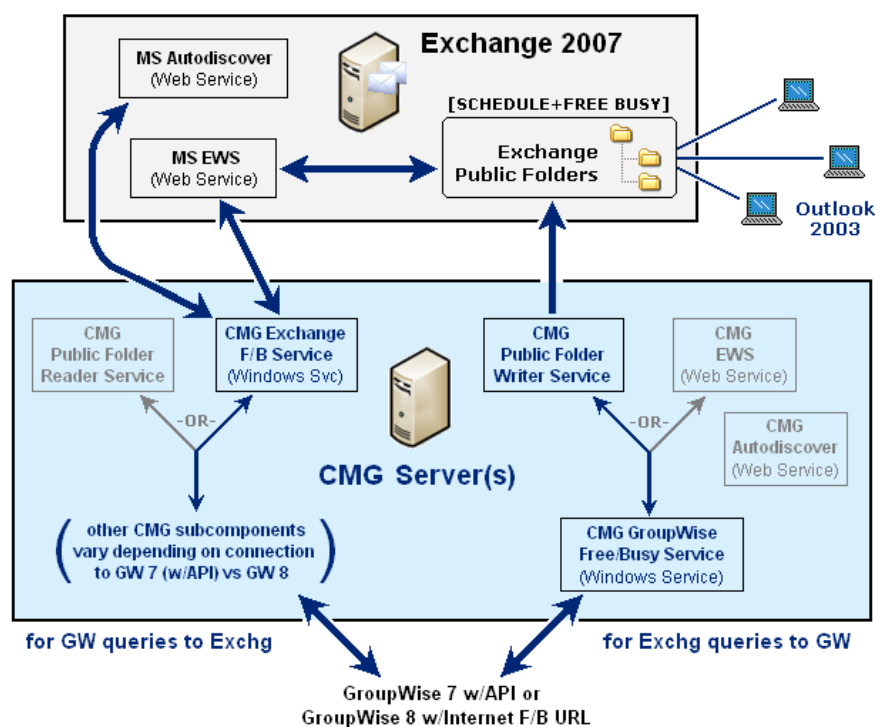 Exchange 2007
MS Autodiscover
(Web Service)
[SCHEDULE+FREE BUSY]
MS EWS
(Web Service)
Exchange
Public Folders
Outlook
2003
CMG
Public Folder
Reader Service
CMG Exchange
F/B Service
(Windows Svc)
CMG
Public Folder
Writer Service
CMG
EWS
(Web Service)
-OR-
-OR-
CMG
Autodiscover
(Web Service)
CMG Server(s)
other CMG subcomponents
vary depending on connection
to GW 7 (w/API) vs GW 8
CMG GroupWise
Free/Busy Service
(Windows Service)
for GW queries to Exchg
for Exchg queries to GW
GroupWise 7 w/API or
GroupWise 8 w/Internet F/B URL